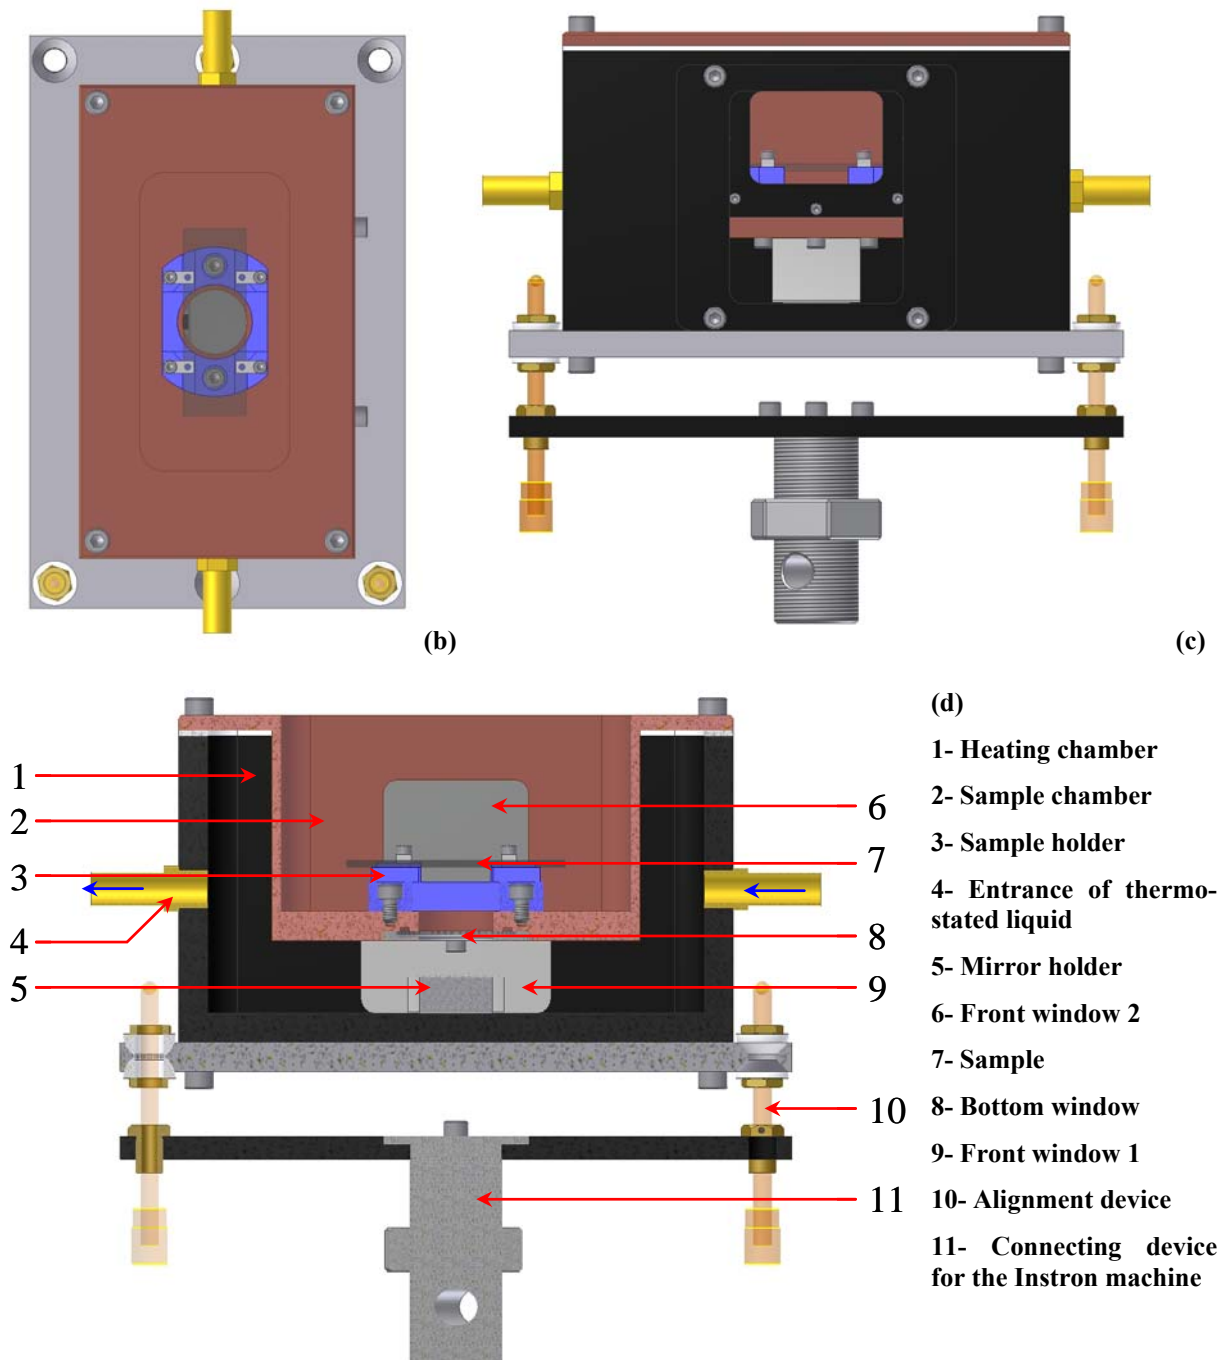 (b)
(c)
(d)
1- Heating chamber
2- Sample chamber
3- Sample holder
4- Entrance of thermo-
stated liquid
5- Mirror holder
6- Front window 2
7- Sample
8- Bottom window
9- Front window 1
10- Alignment device
11- Connecting device
for the Instron machine
1
2
3
4
5
6
7
8
9
10
11